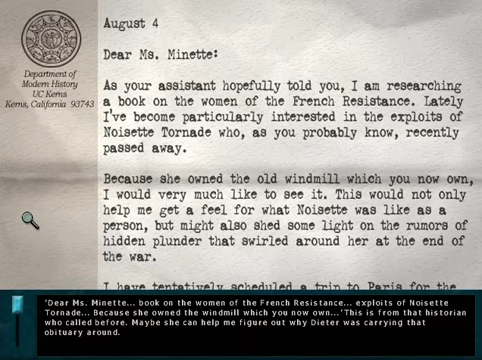 August 4
Department of
Modern History
UC Kerns
Kerns, California 93743
Dear Ms. Minette:
As your assistant hopefully told you, I am researching
a book on the women of the French Resistance. Lately
I've become particularly interested in the exploits of
Noisette Tornade who, as you probably know, recently
passed away.
Because she owned the old windmill which you now own,
I would very much like to see it. This would not only
help me get a feel for what Noisette was like as a
person, but might also shed some light on the rumors of
hidden plunder that swirled around her at the end of
the war.
I have tentatively scheduled a trip to Paris for the
'Dear Ms. Minette... book on the women of the French Resistance... exploits of Noisette
Tornade... Because she owned the windmill which you now own...'This is from that historian
who called before. Maybe she can help me figure out why Dieter was carrying that
obituary around.